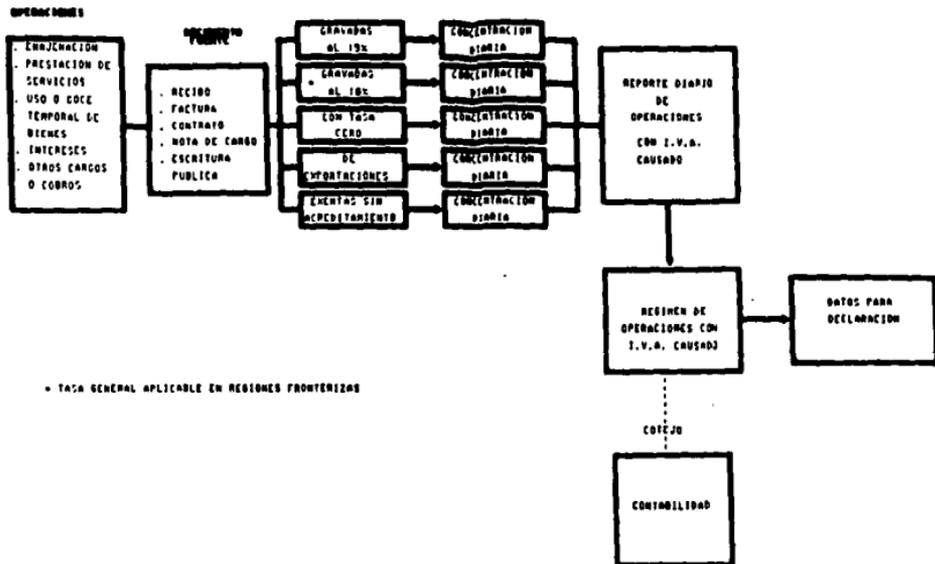 OPERACIONES
. ENAJENACION
. PRESTACION DE
SERVICIOS
. USO O GOCE
TEMPORAL DE
BIENES
. INTERESES
. OTROS CARGOS
O COBROS
DOCUMENTO
FUENTE
. RECIBO
. FACTURA
. CONTRATO
. NOTA DE CARGO
. ESCRITURA
PUBLICA
GRAVADAS
AL 15%
* GRAVADAS
AL
CON TASA
CERO
DE
EXPORTACIONES
EXENTAS SIN
ACREDITAMIENTO
CONCENTRACION
DIARIA
CONCENTRACION
DIARIA
CONCENTRACION
DIARIA
CONCENTRACION
DIARIA
CONCENTRACION
DIARIA
REPORTE DIARIO
DE
OPERACIONES
CON I.V.A.
CAUSADO
REGIMEN DE
OPERACIONES CON
I.V.A. CAUSADO
DATOS PARA
DECLARACION
* TASA GENERAL APLICABLE EN REGIONES FRONTERIZAS
COTEJO
CONTABILIDAD